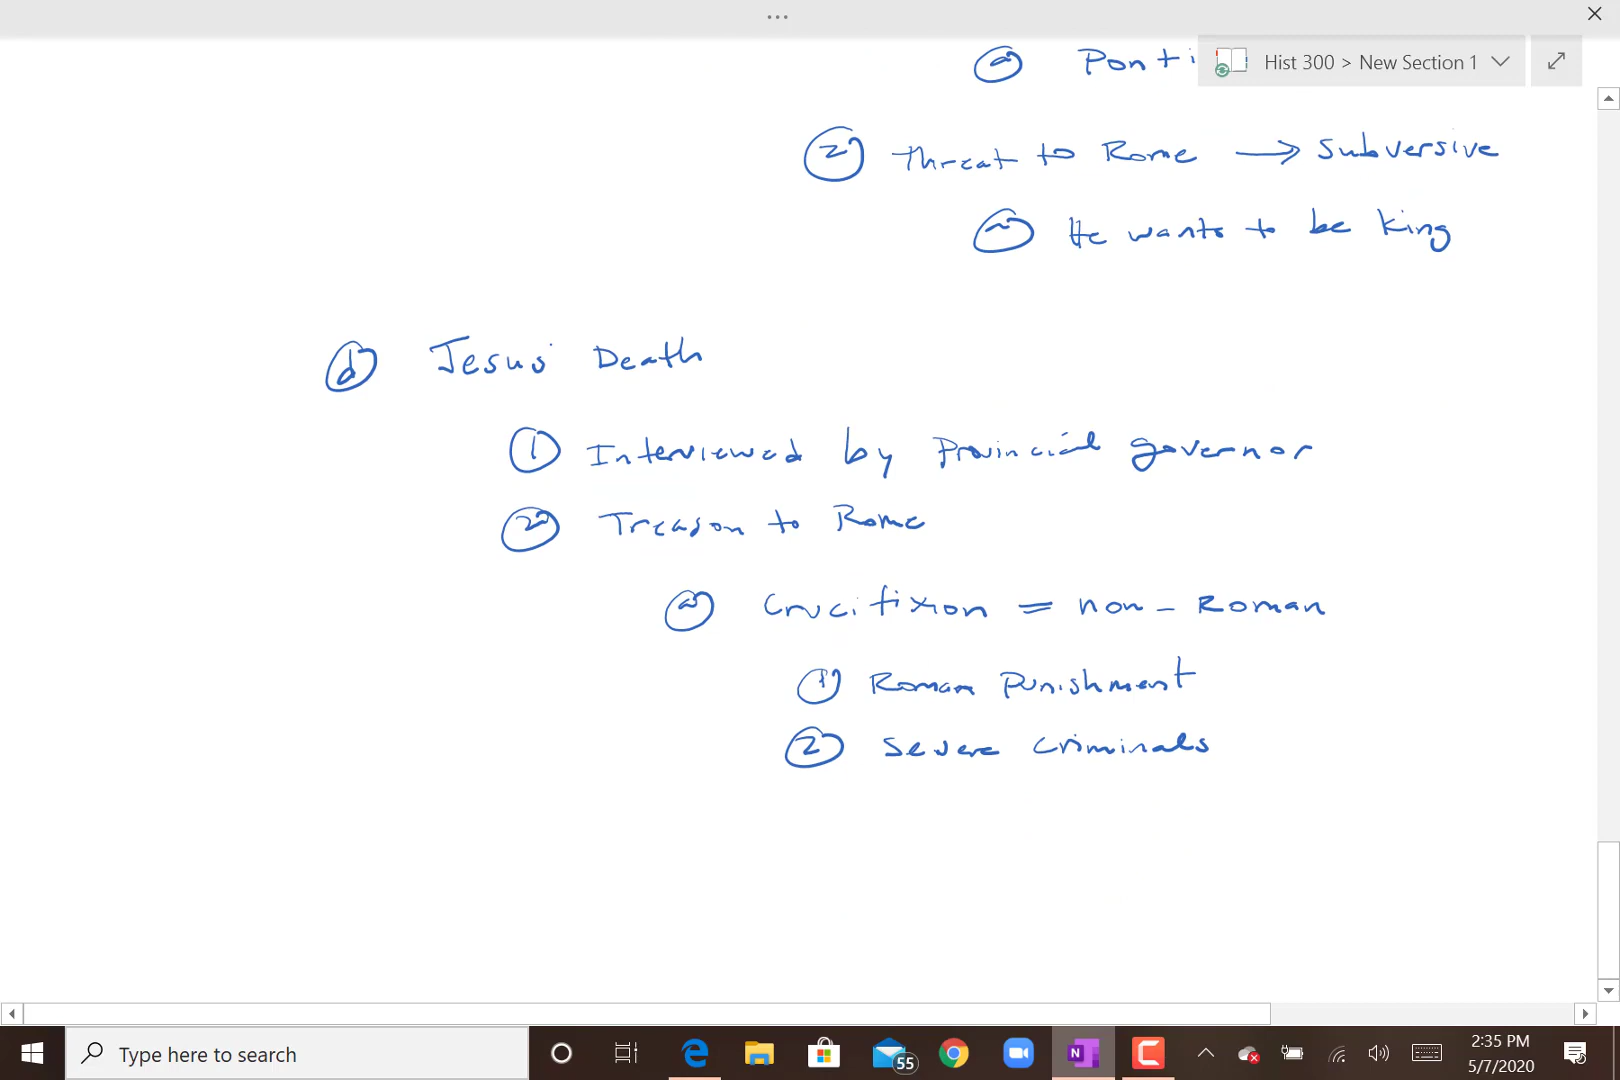 Hist 300 > New Section 1
a Ponti
2 Threat to Rome → Subversive
a He wants to be King
d Jesus' Death
1 Interviewed by Provincial governor
2 Treason to Rome
a Crucifixion = non-Roman
1 Roman Punishment
2 Severe Criminals
Type here to search
55
2:35 PM
5/7/2020